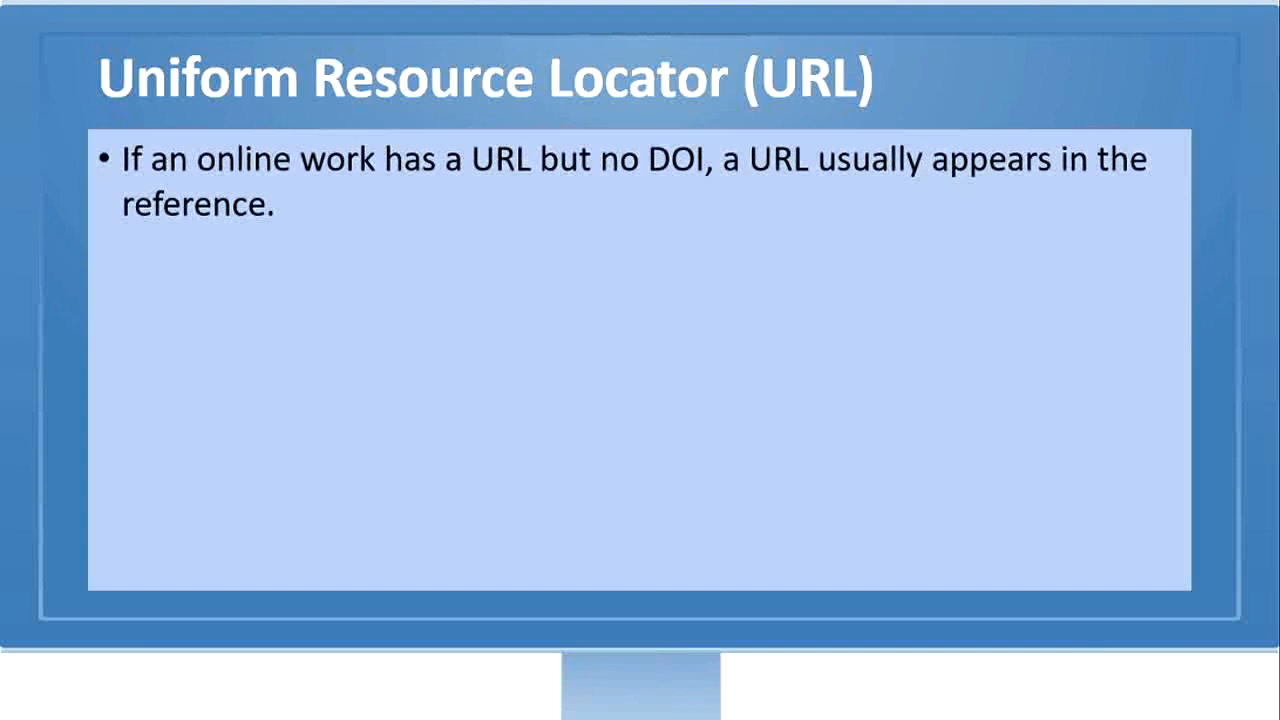 Uniform Resource Locator (URL)
• If an online work has a URL but no DOI, a URL usually appears in the
reference.